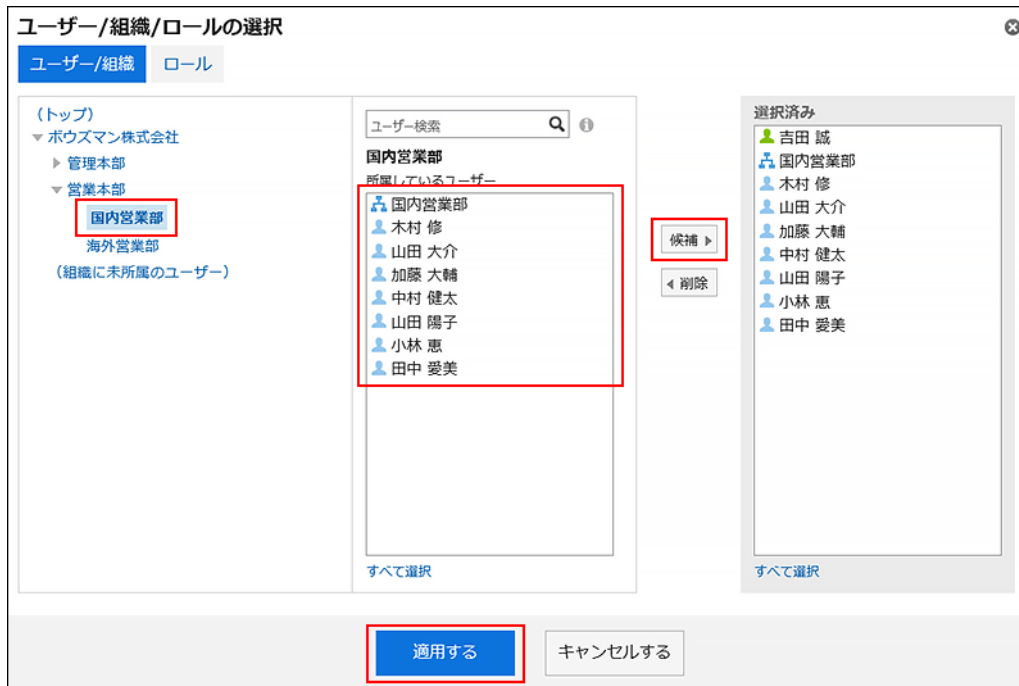 ユーザー/組織/ロールの選択
ユーザー/組織
ロール
(トップ)
ボウズマン株式会社
管理本部
営業本部
国内営業部
海外営業部
(組織に未所属のユーザー)
ユーザー検索
国内営業部
所属しているユーザー
国内営業部
木村 修
山田 大介
加藤 大輔
中村 健太
山田 陽子
小林 恵
田中 愛美
すべて選択
候補
削除
選択済み
吉田 誠
国内営業部
木村 修
山田 大介
加藤 大輔
中村 健太
山田 陽子
小林 恵
田中 愛美
すべて選択
適用する
キャンセルする